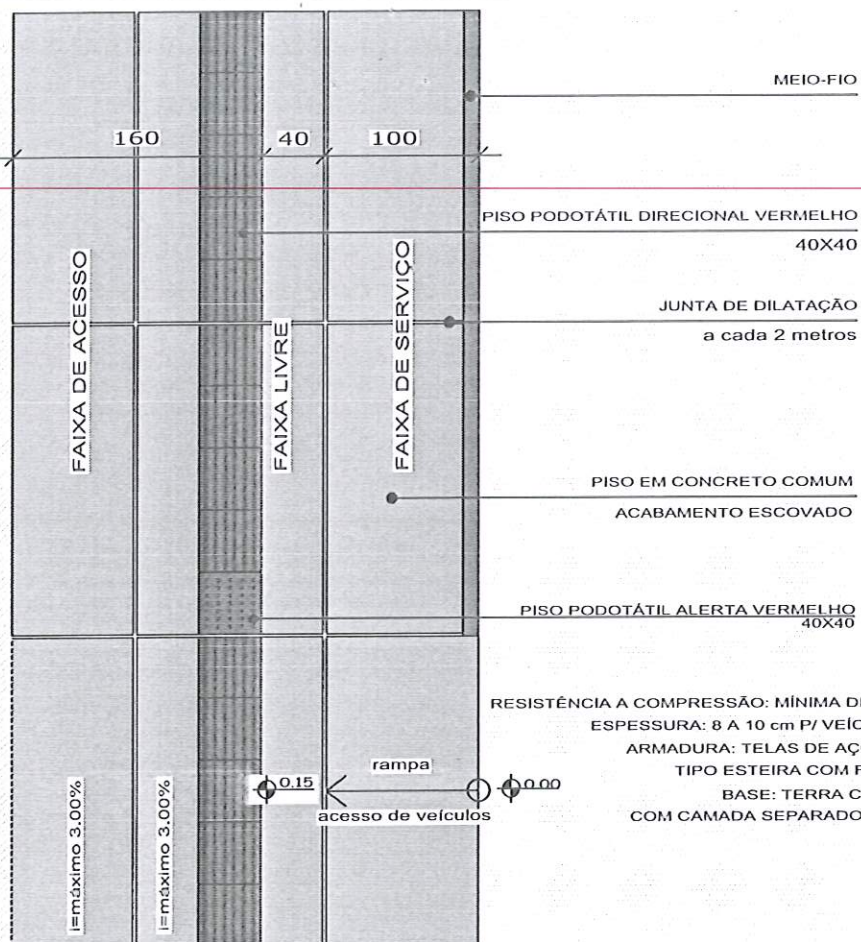 MEIO-FIO
160
40
100
PISO PODOTÁTIL DIRECIONAL VERMELHO
40X40
FAIXA DE ACESSO
FAIXA LIVRE
FAIXA DE SERVIÇO
JUNTA DE DILATAÇÃO
a cada 2 metros
PISO EM CONCRETO COMUM
ACABAMENTO ESCOVADO
PISO PODOTÁTIL ALERTA VERMELHO
40X40
RESISTÊNCIA A COMPRESSÃO: MÍNIMA
ESPESSURA: 8 A 10 cm P/
ARMADURA: TELAS DE
TIPO ESTEIRA COM
BASE: TERRA
COM CAMADA
rampa
0.15
0.00
acesso de veículos
i=máximo 3.00%
i=máximo 3.00%